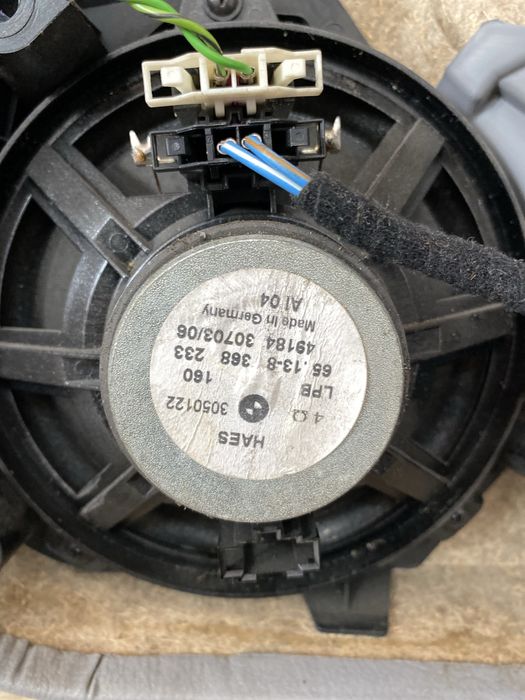 HAES
4 Ω 3050122
LPB 160
65.13-8 368 233
49184 30703/06
Made In Germany
AI 04